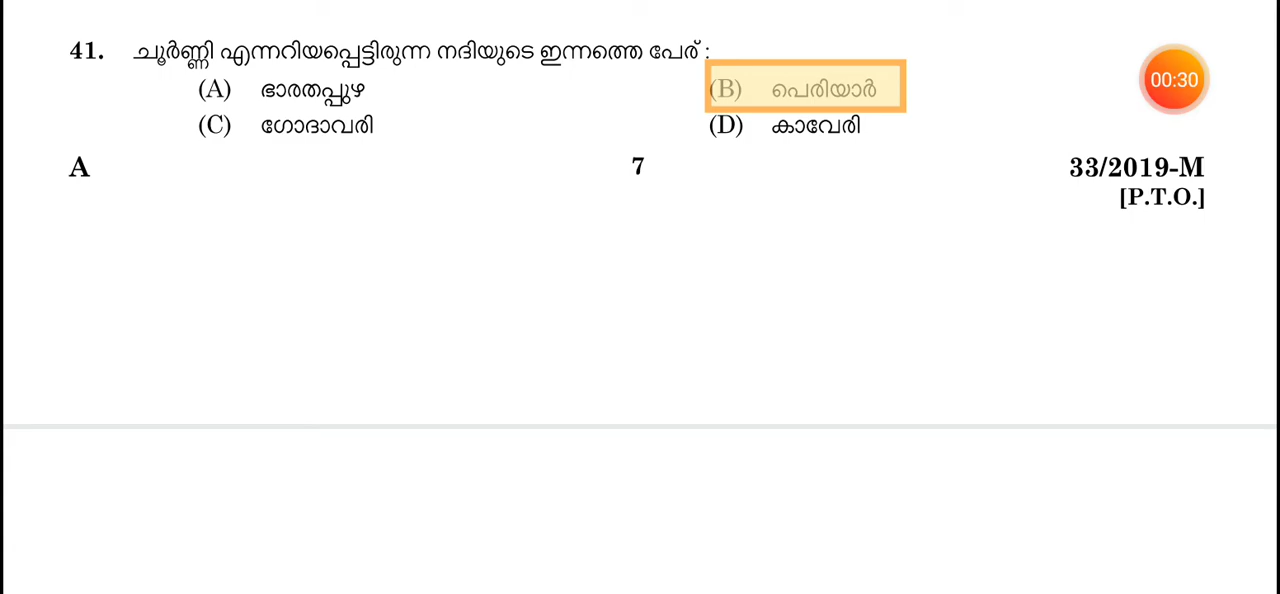 41. ചൂർണ്ണി എന്നറിയപ്പെട്ടിരുന്ന നദിയുടെ ഇന്നത്തെ പേര് :
(A) ഭാരതപ്പുഴ (B) പെരിയാർ
(C) ഗോദാവരി (D) കാവേരി
00:30
A 7 33/2019-M
[P.T.O.]